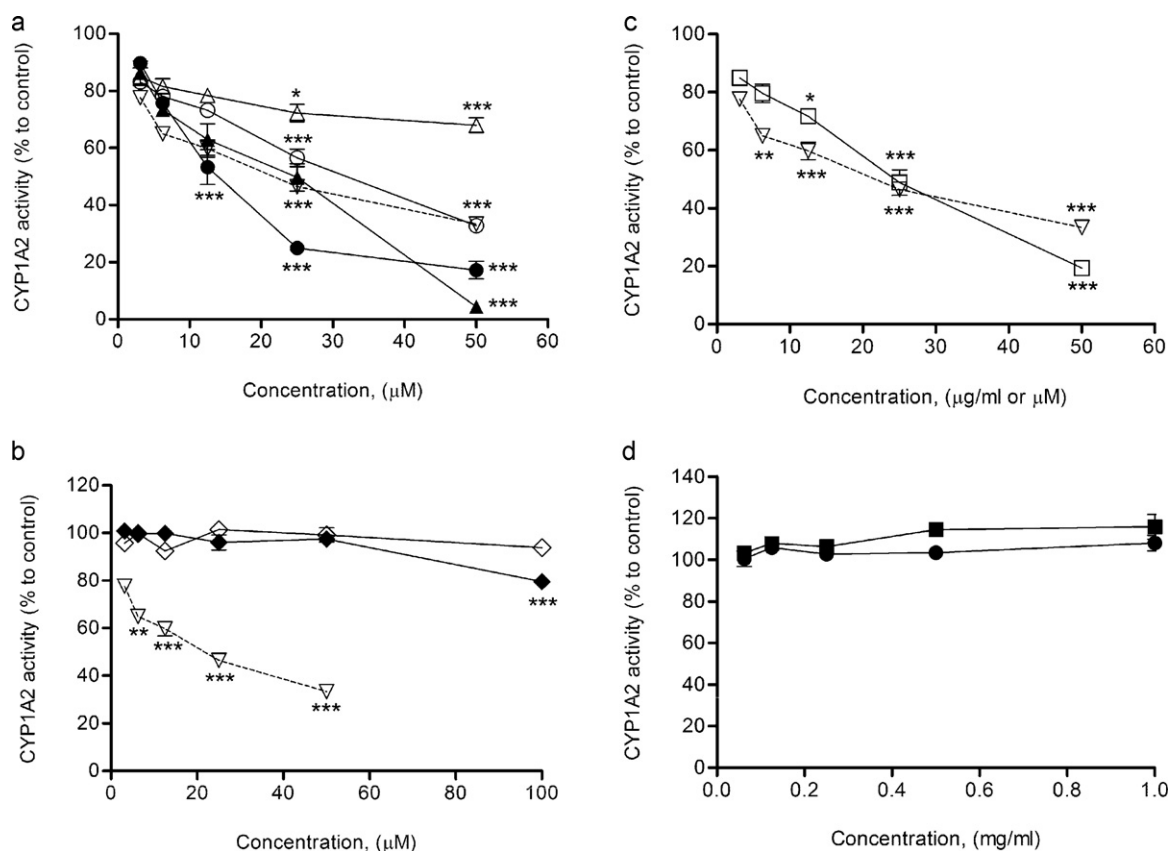 a
CYP1A2 activity (% to control)
100
80
60
40
20
0
*
***
***
***
***
***
***
***
0 10 20 30 40 50 60
Concentration, (μM)
c
CYP1A2 activity (% to control)
100
80
60
40
20
0
*
**
***
***
***
***
***
0 10 20 30 40 50 60
Concentration, (μg/ml or μM)
b
CYP1A2 activity (% to control)
120
100
80
60
40
20
0
**
***
***
***
***
0 20 40 60 80 100
Concentration, (μM)
d
CYP1A2 activity (% to control)
140
120
100
80
60
40
20
0
0.0 0.2 0.4 0.6 0.8 1.0
Concentration, (mg/ml)